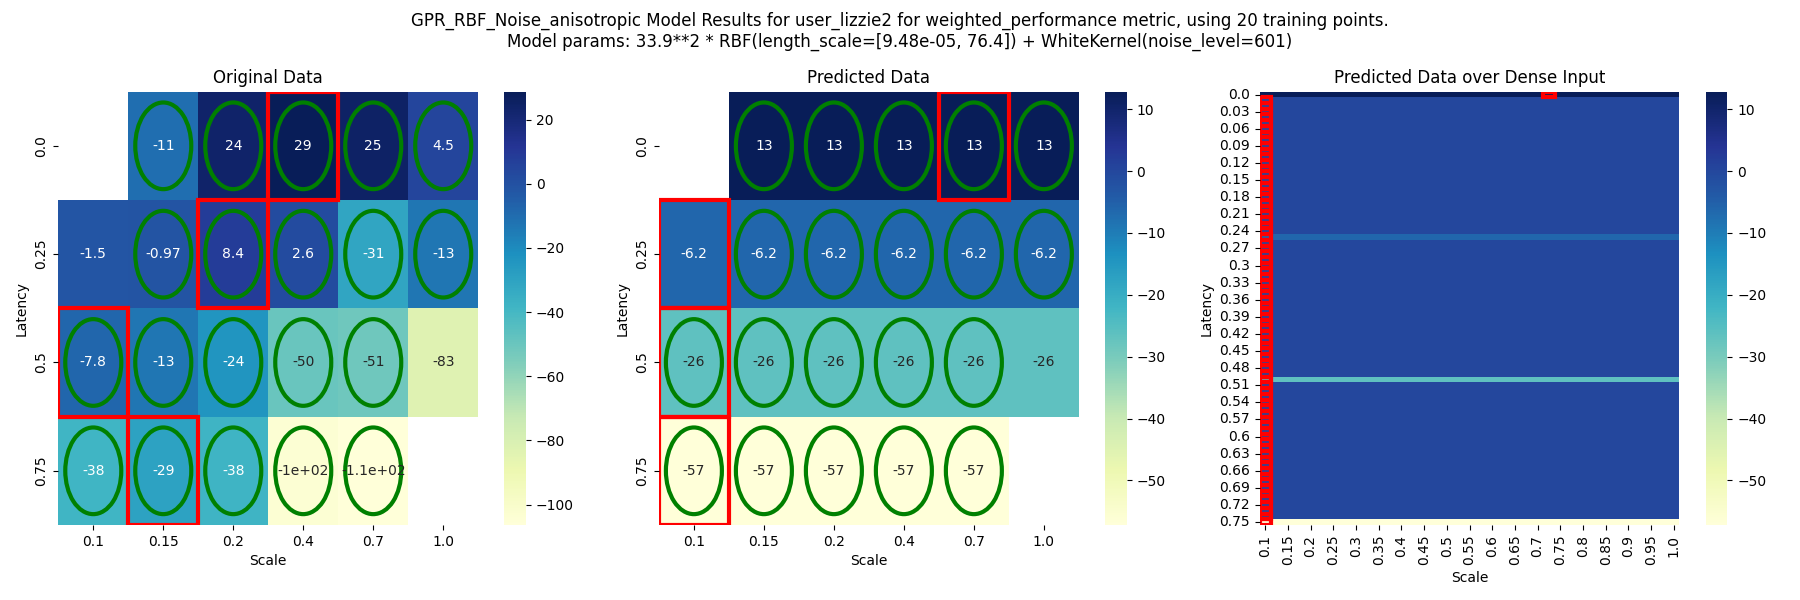 GPR_RBF_Noise_anisotropic Model Results for user_lizzie2 for weighted_performance metric, using 20 training points.
Model params: 33.9**2 * RBF(length_scale=[9.48e-05, 76.4]) + WhiteKernel(noise_level=601)
Original Data
Latency
0.0
0.25
0.5
0.75
-11 24 29 25 4.5
-1.5 -0.97 8.4 2.6 -31 -13
-7.8 -13 -24 -50 -51 -83
-38 -29 -38 -1e+02 -1.1e+02
0.1 0.15 0.2 0.4 0.7 1.0
Scale
20
0
−20
−40
−60
−80
−100
Predicted Data
Latency
0.0
0.25
0.5
0.75
13 13 13 13 13
-6.2 -6.2 -6.2 -6.2 -6.2 -6.2
-26 -26 -26 -26 -26 -26
-57 -57 -57 -57 -57
0.1 0.15 0.2 0.4 0.7 1.0
Scale
10
0
−10
−20
−30
−40
−50
Predicted Data over Dense Input
Latency
0.0
0.03
0.06
0.09
0.12
0.15
0.18
0.21
0.24
0.27
0.3
0.33
0.36
0.39
0.42
0.45
0.48
0.51
0.54
0.57
0.6
0.63
0.66
0.69
0.72
0.75
0.1 0.15 0.2 0.25 0.3 0.35 0.4 0.45 0.5 0.55 0.6 0.65 0.7 0.75 0.8 0.85 0.9 0.95 1.0
Scale
10
0
−10
−20
−30
−40
−50